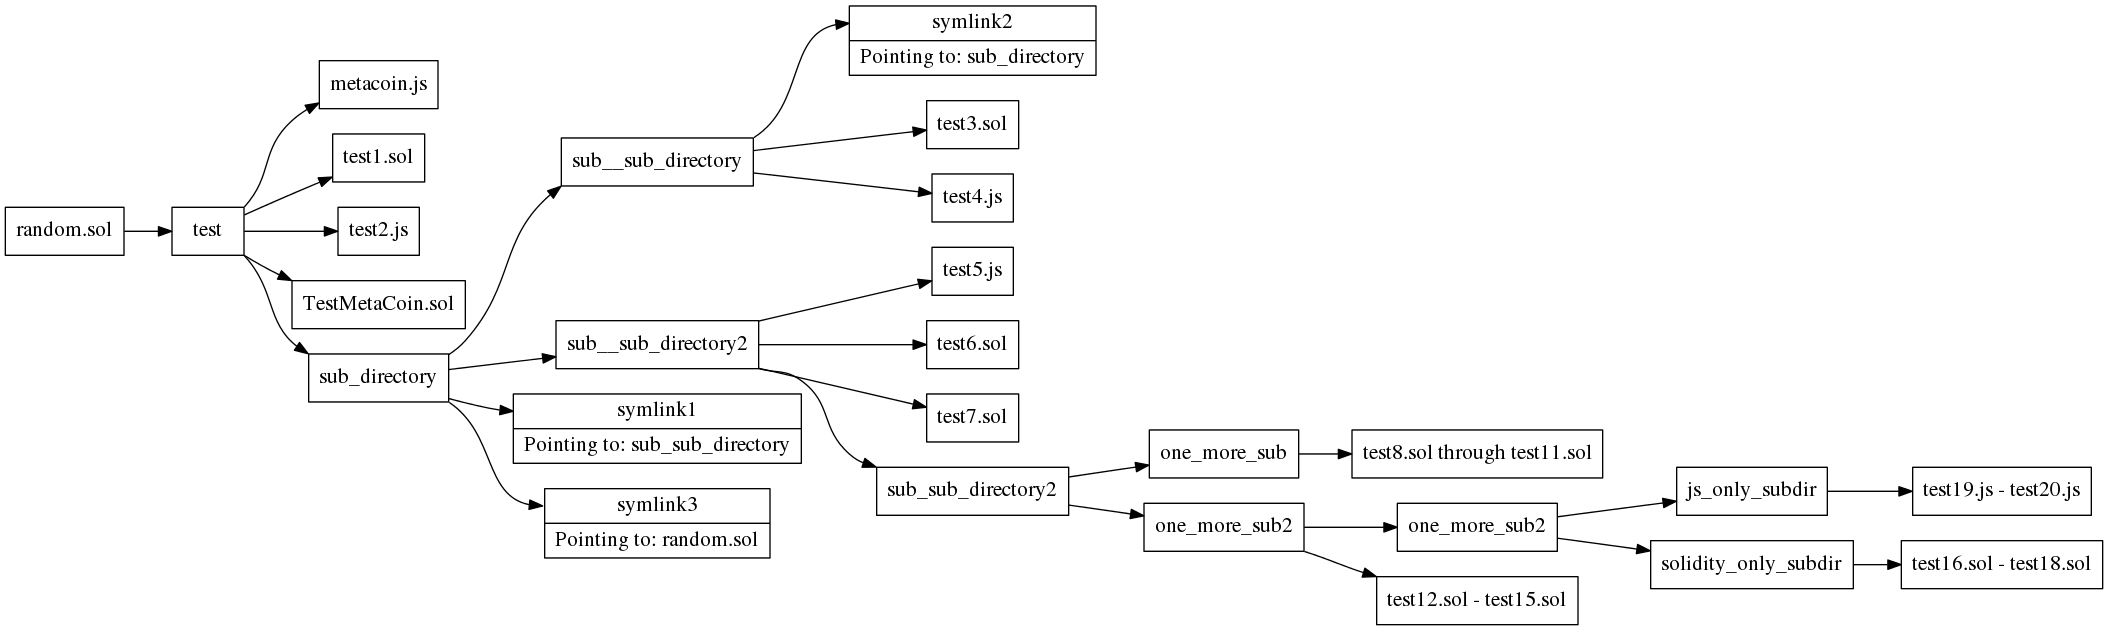 random.sol
test
metacoin.js
test1.sol
test2.js
TestMetaCoin.sol
sub_directory
sub__sub_directory
sub__sub_directory2
symlink1
Pointing to: sub_sub_directory
symlink3
Pointing to: random.sol
symlink2
Pointing to: sub_directory
test3.sol
test4.js
test5.js
test6.sol
test7.sol
sub_sub_directory2
one_more_sub
one_more_sub2
test8.sol through test11.sol
one_more_sub2
test12.sol - test15.sol
js_only_subdir
solidity_only_subdir
test19.js - test20.js
test16.sol - test18.sol